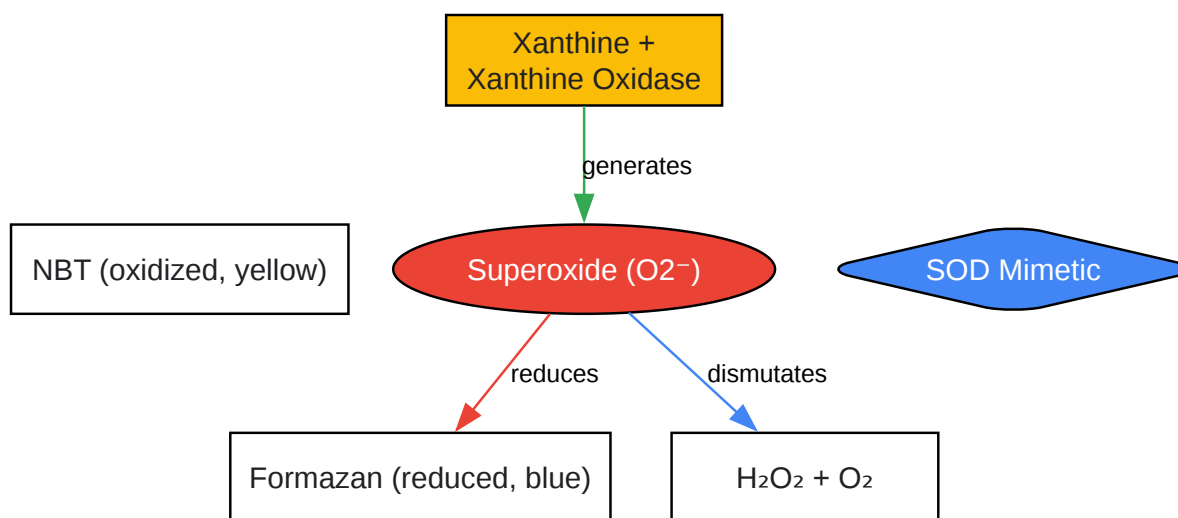 Xanthine +
Xanthine Oxidase
generates
NBT (oxidized, yellow)
Superoxide (O2⁻)
SOD Mimetic
reduces
dismutates
Formazan (reduced, blue)
H₂O₂ + O₂